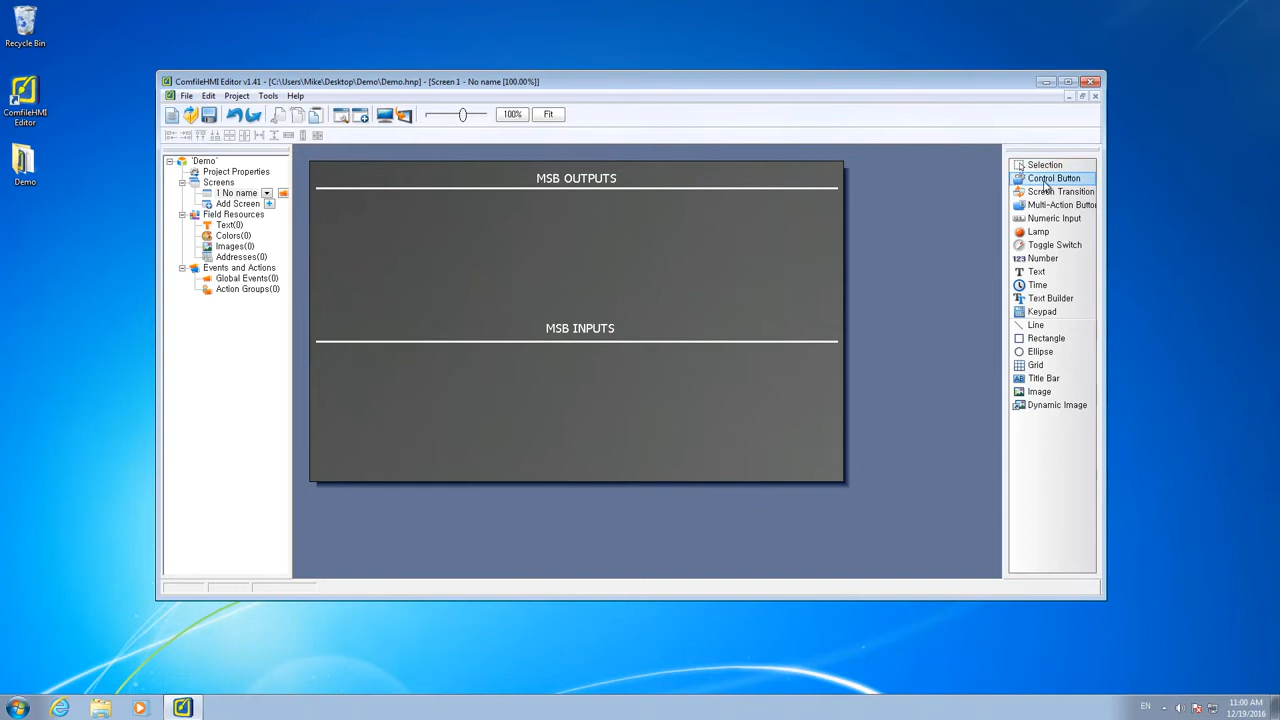 Recycle Bin
ComfileHMI
Editor
Demo
ComfileHMI Editor v1.41 - [C:\Users\Mike\Desktop\Demo\Demo.hnp] - [Screen 1 - No name [100.00%]]
File Edit Project Tools Help
100% Fit
'Demo'
Project Properties
Screens
1 No name
Add Screen
Field Resources
Text(0)
Colors(0)
Images(0)
Addresses(0)
Events and Actions
Global Events(0)
Action Groups(0)
MSB OUTPUTS
MSB INPUTS
Selection
Control Button
Screen Transition
Multi-Action Button
Numeric Input
Lamp
Toggle Switch
123 Number
Text
Time
Text Builder
Keypad
Line
Rectangle
Ellipse
Grid
AB Title Bar
Image
Dynamic Image
EN
11:00 AM
12/19/2016